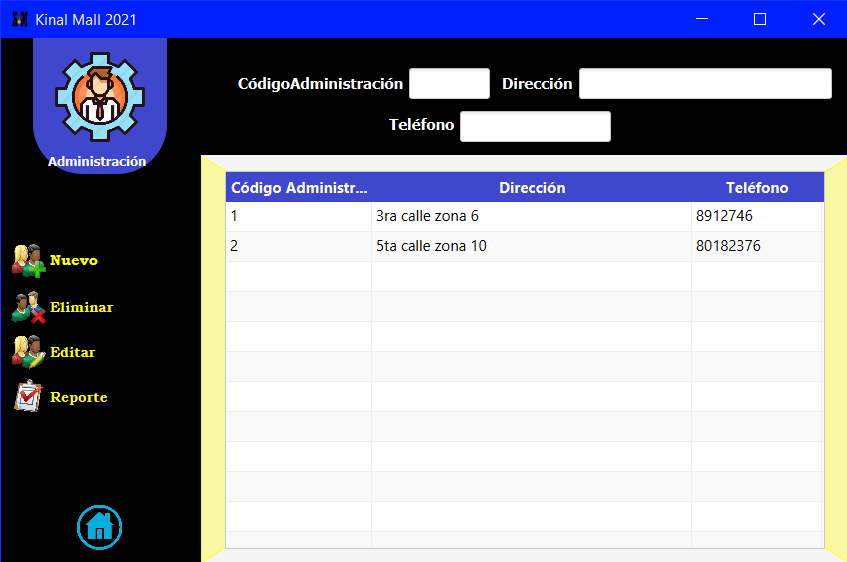 Kinal Mall 2021
CódigoAdministración
Dirección
Teléfono
Administración
Nuevo
Eliminar
Editar
Reporte
Código Administr... Dirección Teléfono
1 3ra calle zona 6 8912746
2 5ta calle zona 10 80182376